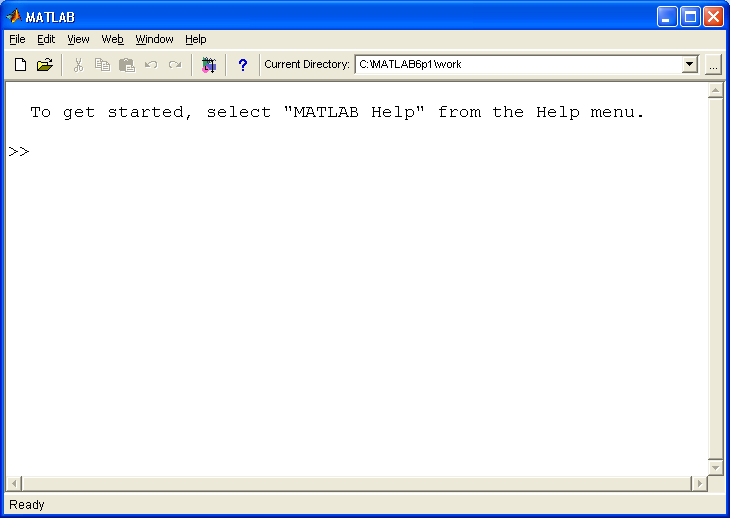 MATLAB
File Edit View Web Window Help
? Current Directory: C:\MATLAB6p1\work ...
To get started, select "MATLAB Help" from the Help menu.
>>
Ready